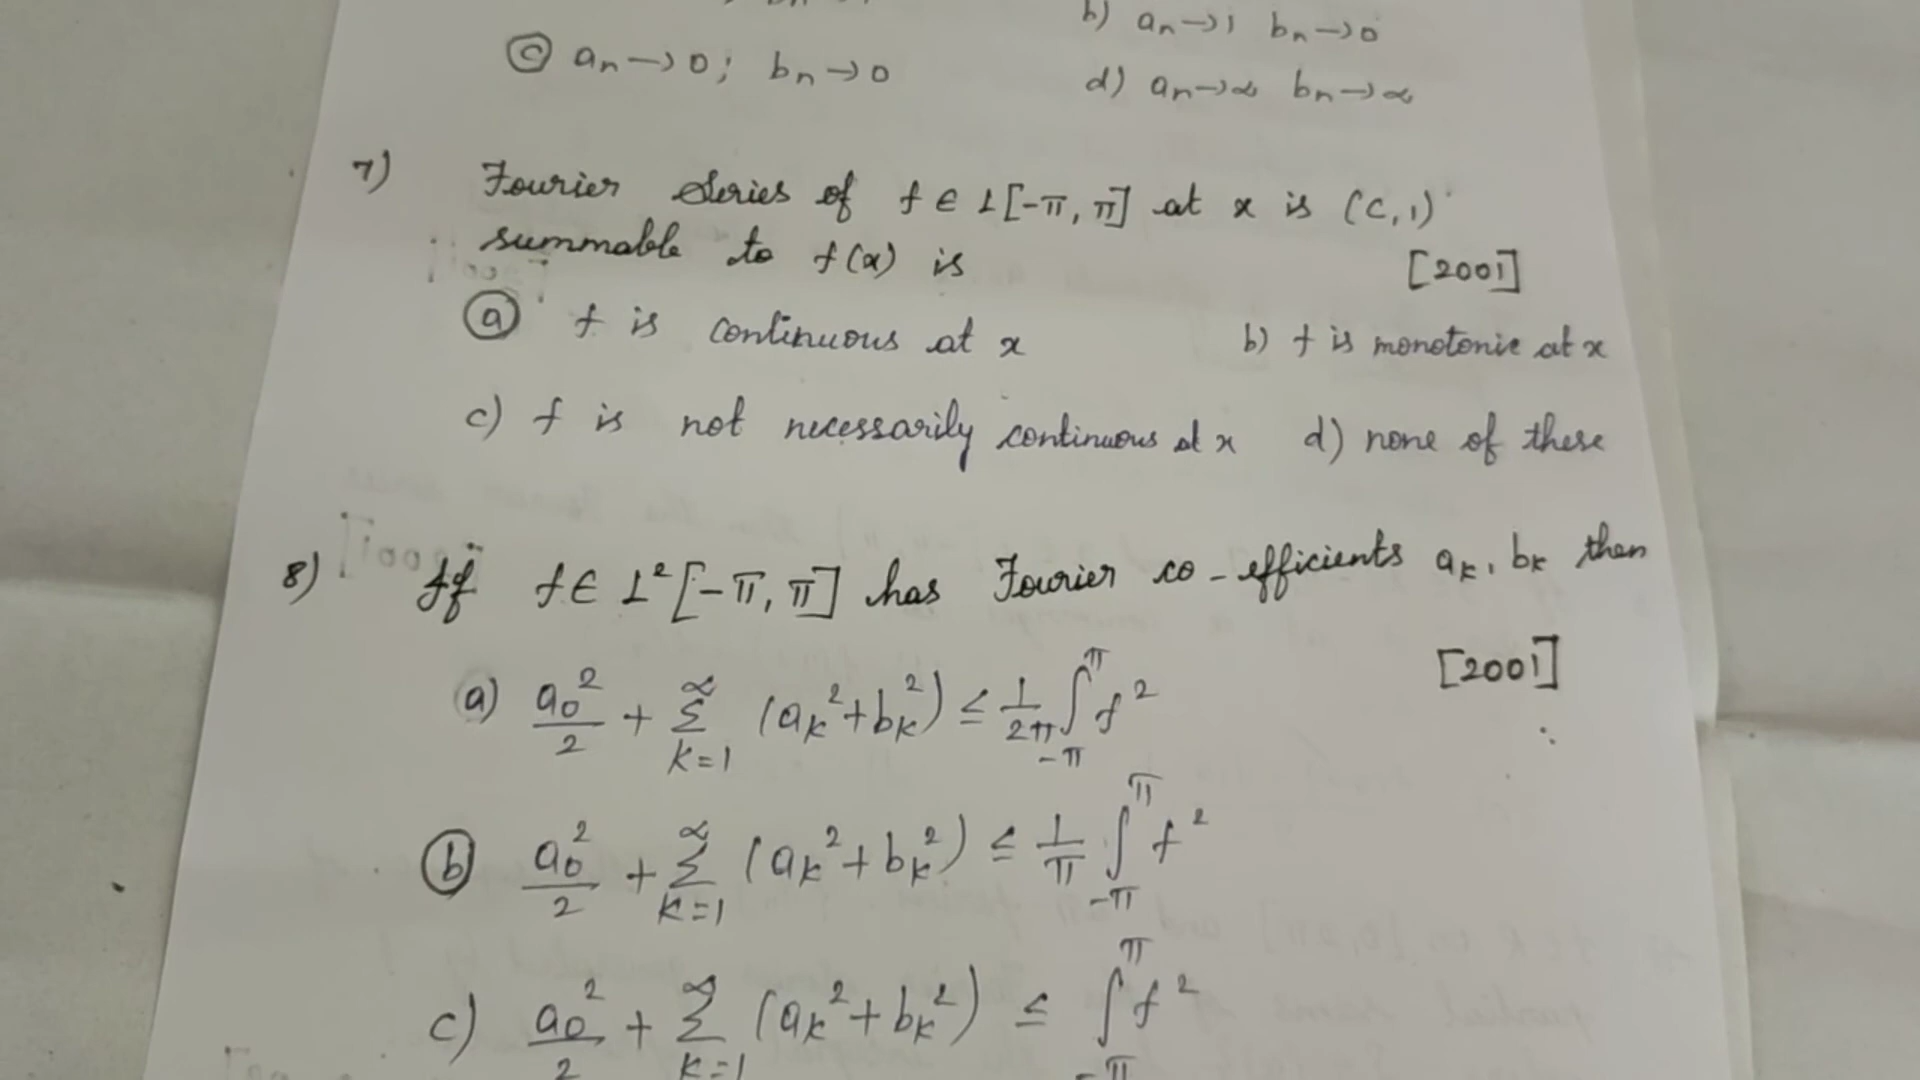 b) aₙ→1 bₙ→0
ⓒ aₙ→0; bₙ→0
d) aₙ→∞ bₙ→∞
7) Fourier Series of f ∈ L[-π, π] at x is (C, 1)
summable to f(x) is [2001]
ⓐ f is continuous at x b) f is monotonic at x
c) f is not necessarily continuous at x d) none of these
8) If f ∈ L²[-π, π] has Fourier co-efficients aₖ, bₖ then
[2001]
a) a₀²/2 + ∞Σk=1 (aₖ²+bₖ²) ≤ 1/2π ∫_{-π}^{π} f²
ⓑ a₀²/2 + ∞Σk=1 (aₖ²+bₖ²) ≤ 1/π ∫_{-π}^{π} f²
c) a₀²/2 + ∞Σk=1 (aₖ²+bₖ²) ≤ ∫_{-π}^{π} f²